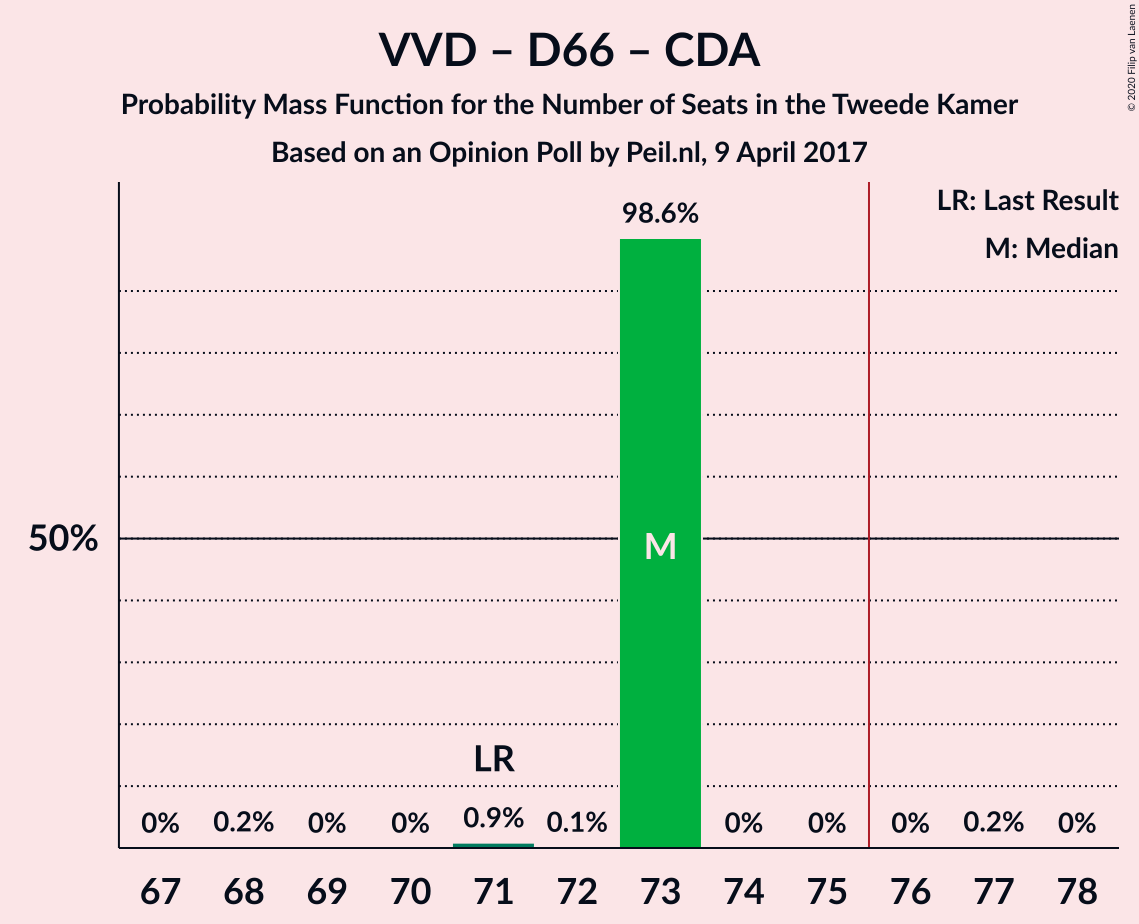 VVD – D66 – CDA
Probability Mass Function for the Number of Seats in the Tweede Kamer
Based on an Opinion Poll by Peil.nl, 9 April 2017
© 2020 Filip van Laenen
LR: Last Result
M: Median
98.6%
50%
M
LR
0% 0.2% 0% 0% 0.9% 0.1% 0% 0% 0% 0.2% 0%
67 68 69 70 71 72 73 74 75 76 77 78